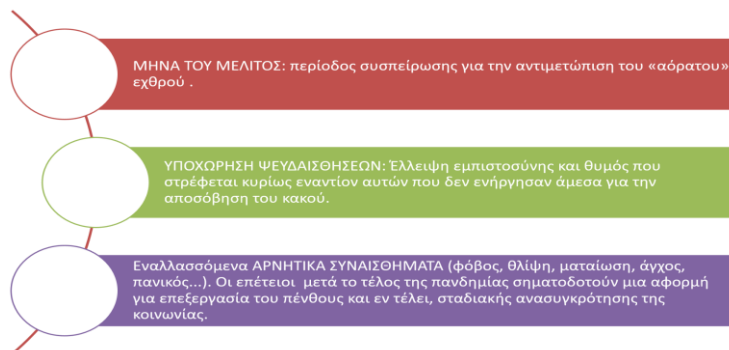 ΜΗΝΑ ΤΟΥ ΜΕΛΙΤΟΣ: περίοδος συσπείρωσης για την αντιμετώπιση του «αόρατου»
εχθρού .
ΥΠΟΧΩΡΗΣΗ ΨΕΥΔΑΙΣΘΗΣΕΩΝ: Έλλειψη εμπιστοσύνης και θυμός που
στρέφεται κυρίως εναντίον αυτών που δεν ενήργησαν άμεσα για την
αποσόβηση του κακού.
Εναλλασσόμενα ΑΡΝΗΤΙΚΑ ΣΥΝΑΙΣΘΗΜΑΤΑ (φόβος, θλίψη, ματαίωση, άγχος,
πανικός...). Οι επέτειοι μετά το τέλος της πανδημίας σηματοδοτούν μια αφορμή
για επεξεργασία του πένθους και εν τέλει, σταδιακής ανασυγκρότησης της
κοινωνίας.